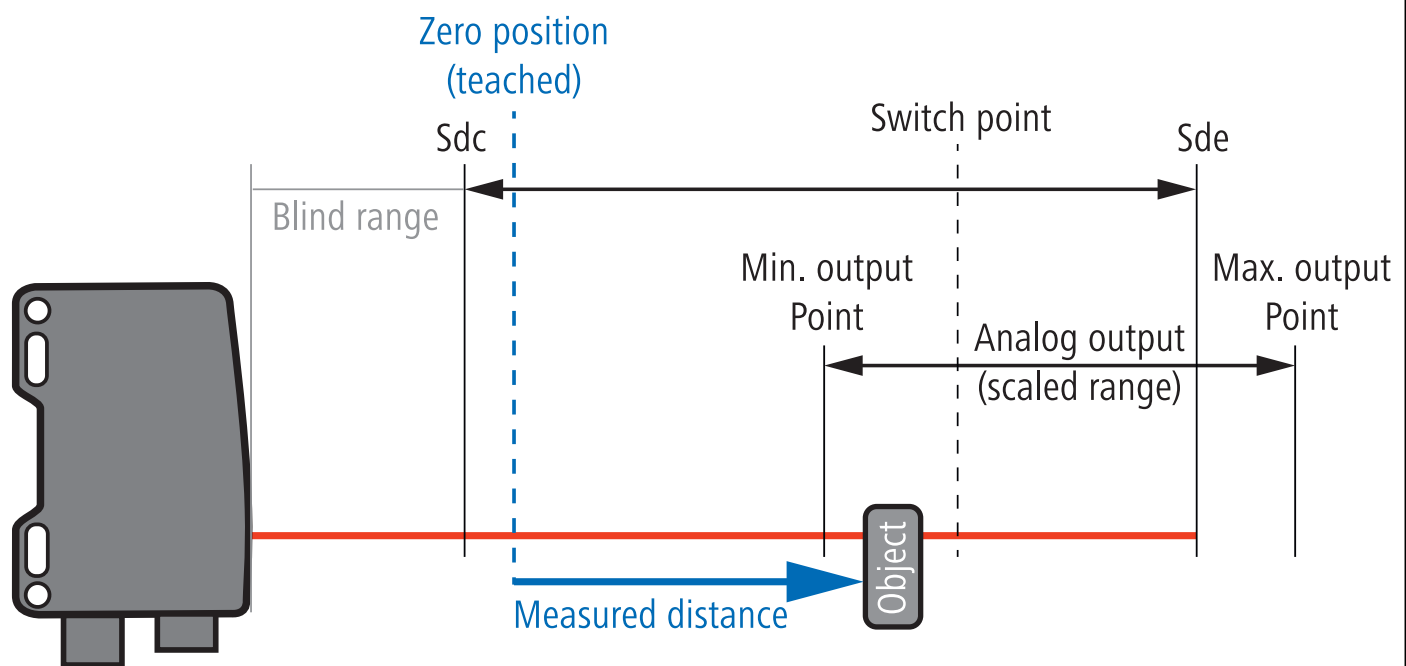 Zero position
(teached)
Sdc
Switch point
Sde
Blind range
Min. output
Point
Max. output
Point
Analog output
(scaled range)
Object
Measured distance